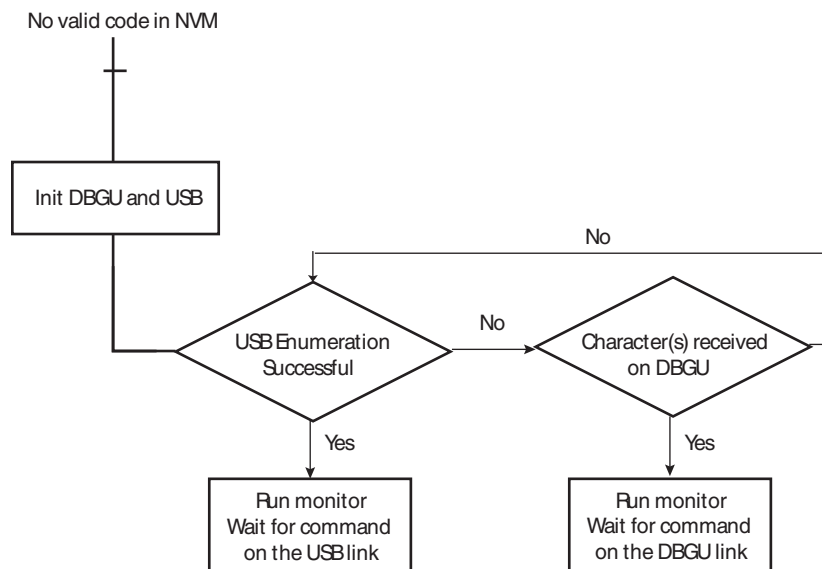 No valid code in NVM
Init DBGU and USB
No
USB Enumeration
Successful
No
Character(s) received
on DBGU
Yes
Yes
Run monitor
Wait for command
on the USB link
Run monitor
Wait for command
on the DBGU link